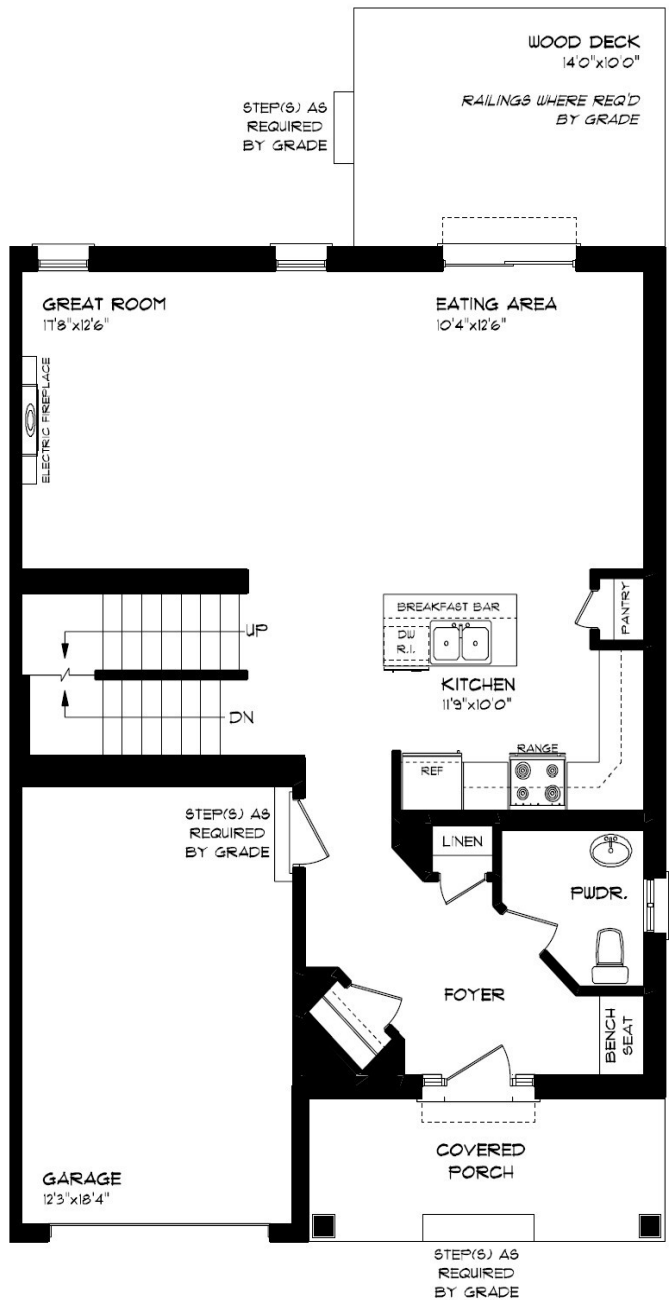 WOOD DECK
14'0"x10'0"
RAILINGS WHERE REQ'D
BY GRADE
STEP(S) AS
REQUIRED
BY GRADE
GREAT ROOM
17'8"x12'6"
EATING AREA
10'4"x12'6"
ELECTRIC FIREPLACE
BREAKFAST BAR
PANTRY
UP
DW
R.I.
KITCHEN
11'9"x10'0"
DN
RANGE
REF
STEP(S) AS
REQUIRED
BY GRADE
LINEN
PWDR.
FOYER
BENCH
SEAT
COVERED
PORCH
GARAGE
12'3"x18'4"
STEP(S) AS
REQUIRED
BY GRADE